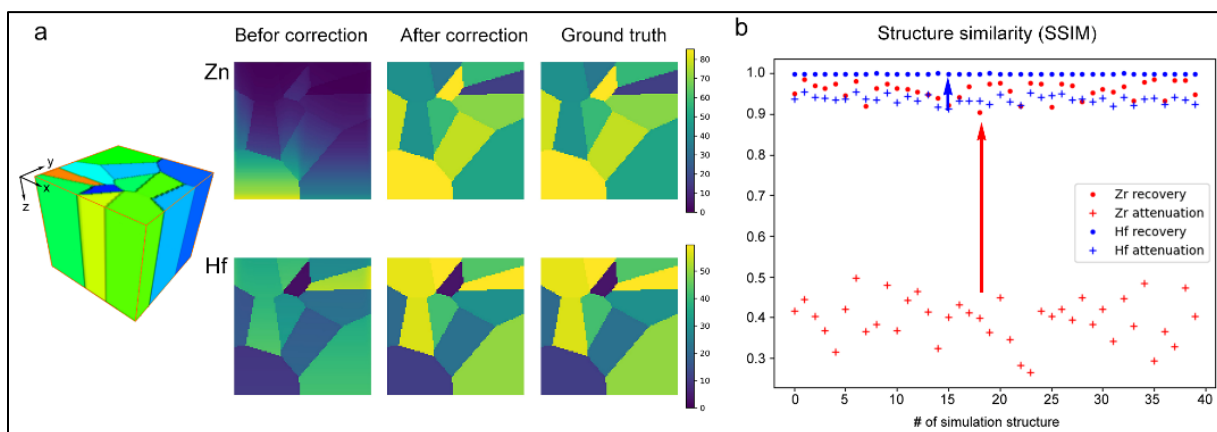 a
Befor correction
After correction
Ground truth
Zn
80
70
60
50
40
30
20
10
0
y
x
z
Hf
50
40
30
20
10
0
b
Structure similarity (SSIM)
1.0
0.9
0.8
0.7
0.6
0.5
0.4
0.3
Zr recovery
Zr attenuation
Hf recovery
Hf attenuation
0 5 10 15 20 25 30 35 40
# of simulation structure